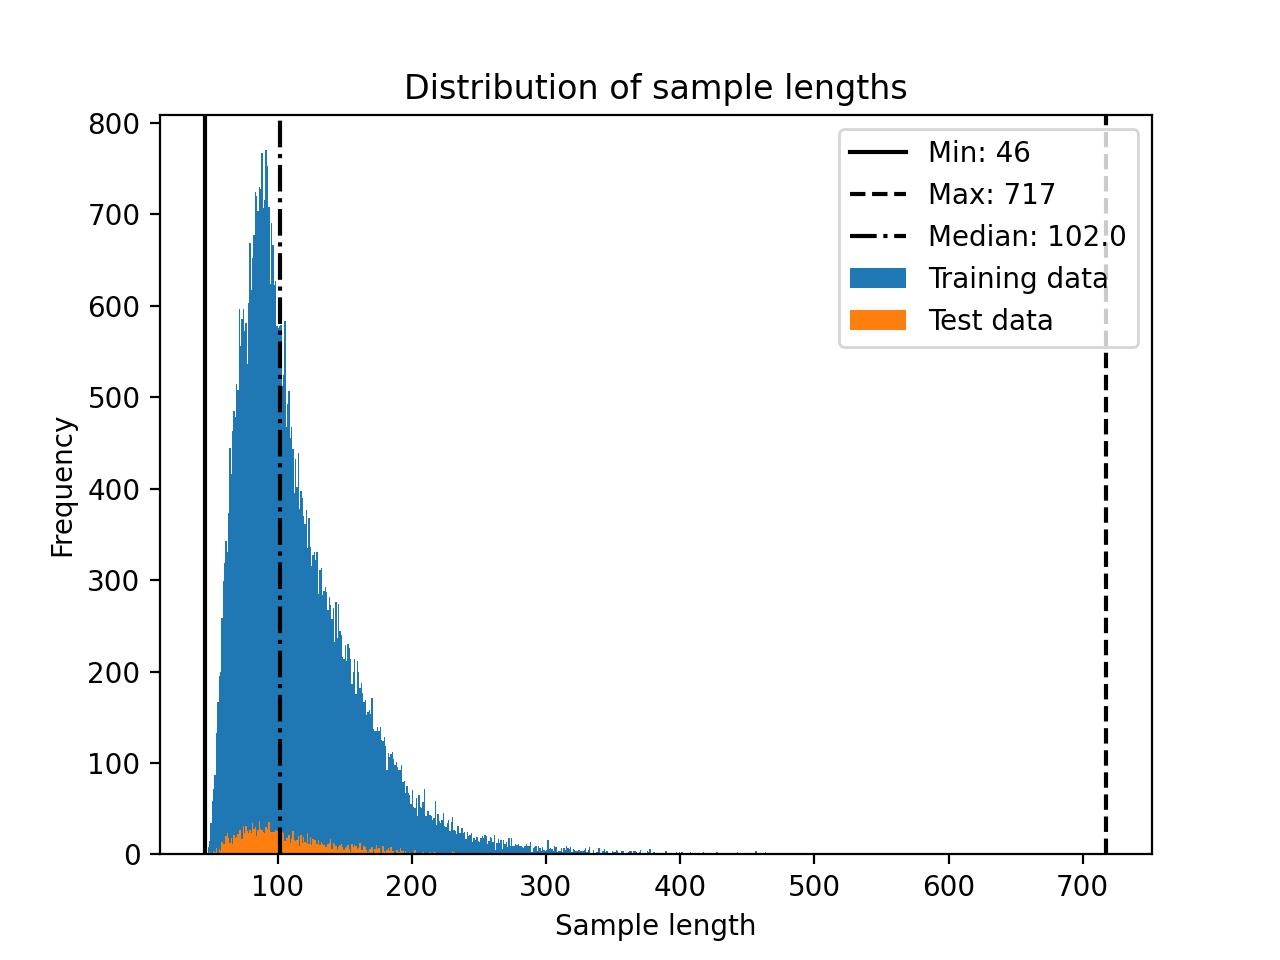 Distribution of sample lengths
800
700
600
500
400
300
200
100
0
Frequency
Min: 46
Max: 717
Median: 102.0
Training data
Test data
100 200 300 400 500 600 700
Sample length